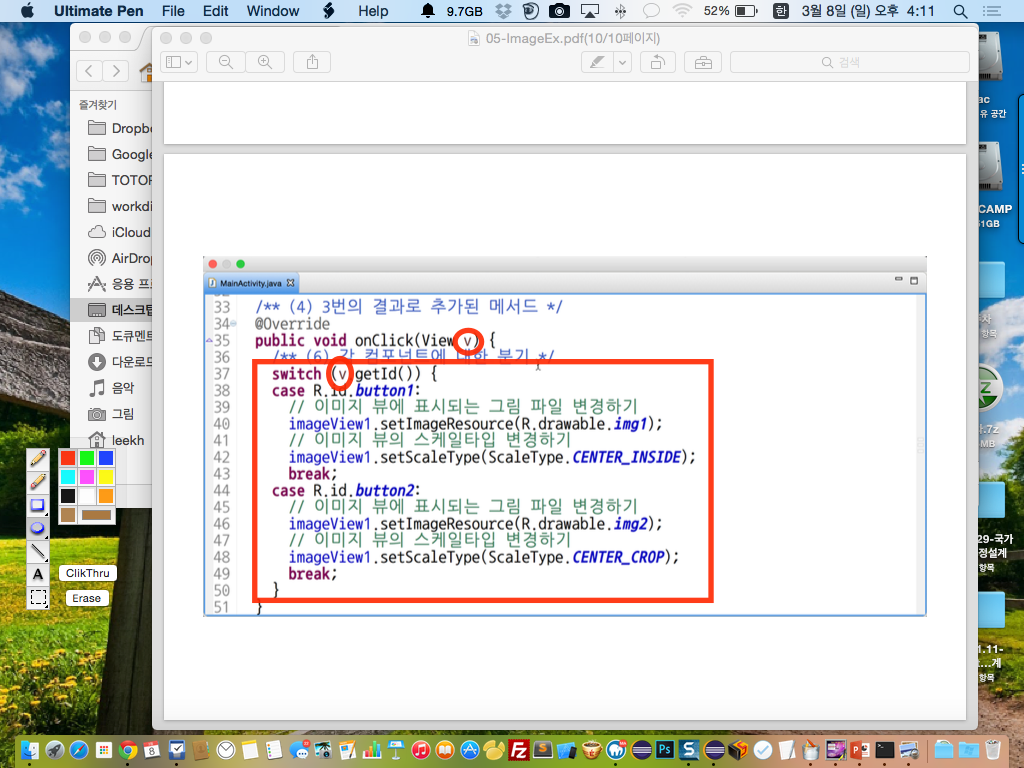 Ultimate Pen File Edit Window Help 9.7GB 52% 한 3월 8일 (일) 오후 4:11
05-ImageEx.pdf(10/10페이지)
검색
즐겨찾기
Dropbo
Google
TOTOR
workdi
iCloud
AirDrop
응용 프
데스크탑
도큐멘트
다운로드
음악
그림
leekh
ClikThru
Erase
A
MainActivity.java
33 /** (4) 3번의 결과로 추가된 메서드 */
34 @Override
35 public void onClick(View v) {
36 /** (6) 각 컴포넌트에 대한 분기 */
37 switch (v.getId()) {
38 case R.id.button1:
39 // 이미지 뷰에 표시되는 그림 파일 변경하기
40 imageView1.setImageResource(R.drawable.img1);
41 // 이미지 뷰의 스케일타입 변경하기
42 imageView1.setScaleType(ScaleType.CENTER_INSIDE);
43 break;
44 case R.id.button2:
45 // 이미지 뷰에 표시되는 그림 파일 변경하기
46 imageView1.setImageResource(R.drawable.img2);
47 // 이미지 뷰의 스케일타입 변경하기
48 imageView1.setScaleType(ScaleType.CENTER_CROP);
49 break;
50 }
51 }
ac
유 공간
CAMP
항목
.7z
MB
29-국가
정설계
항목
1.11-
...계
항목